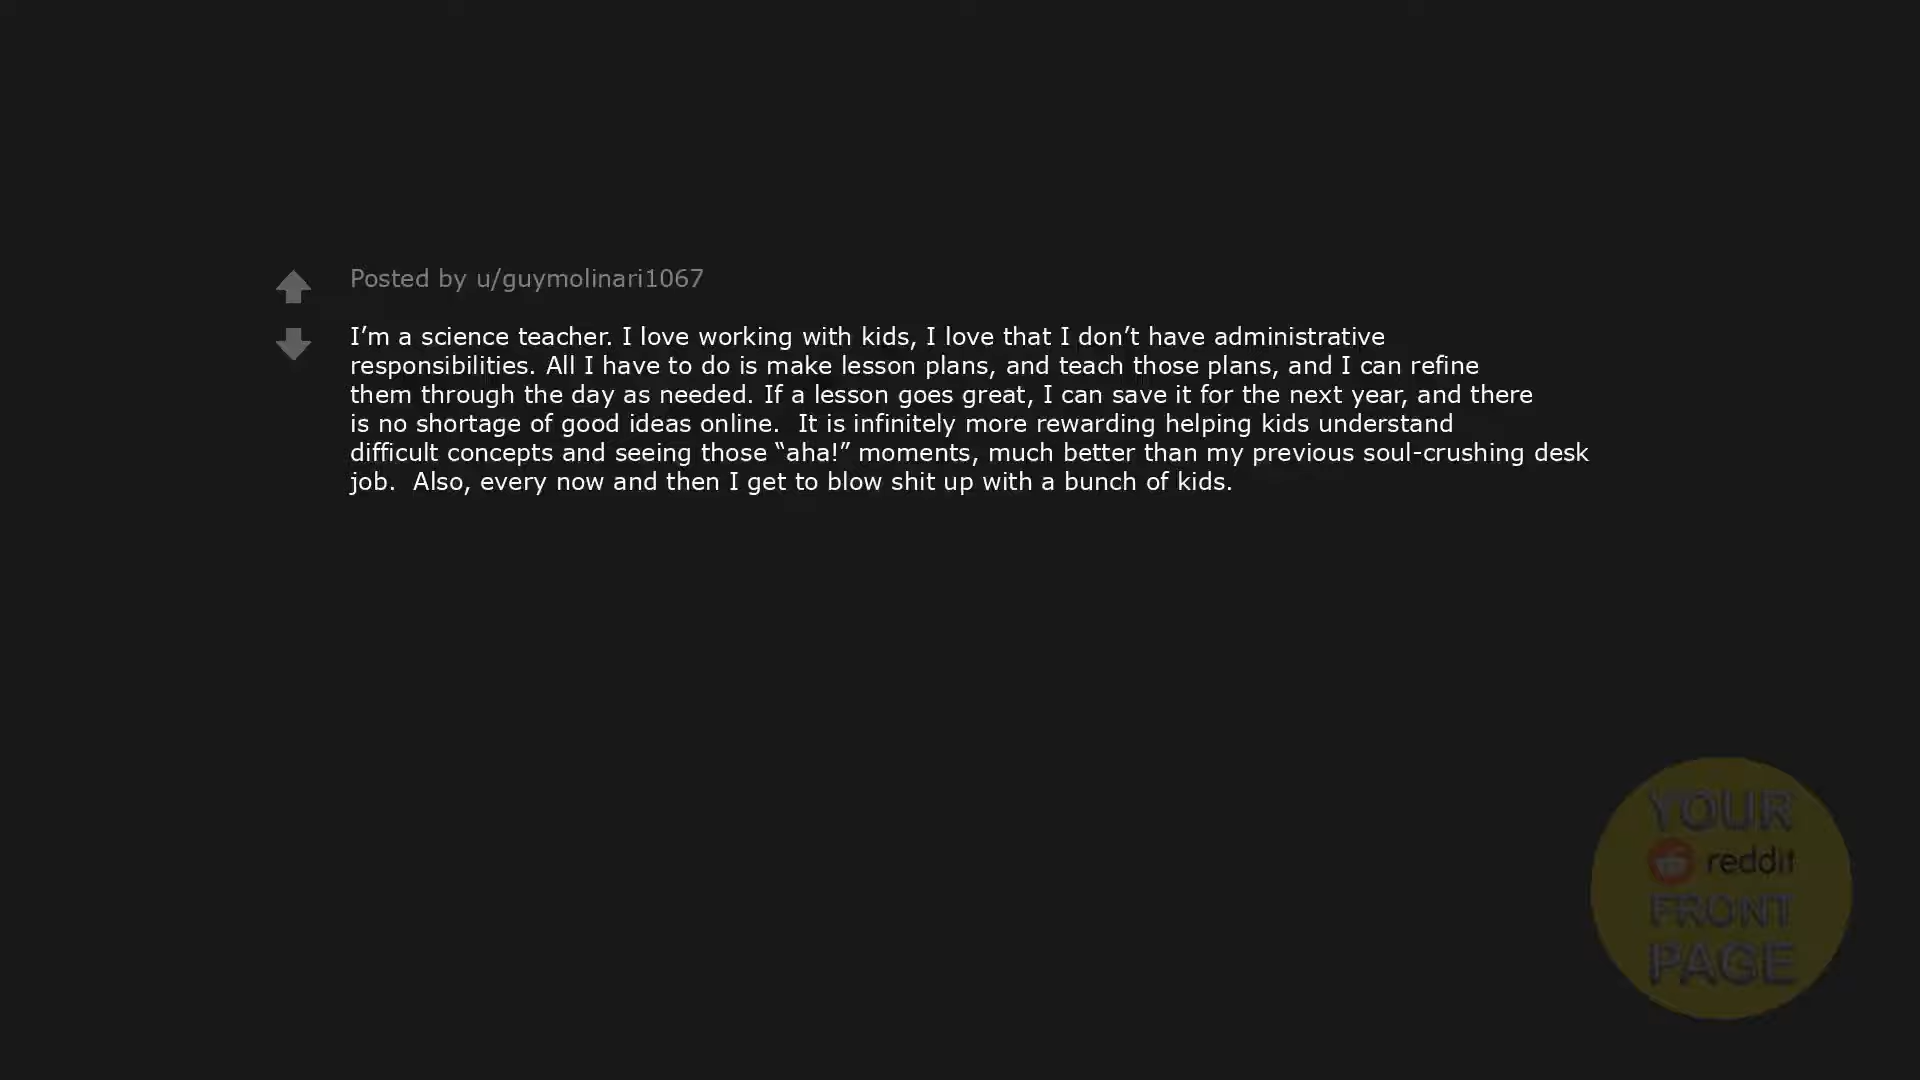 Posted by u/guymolinari1067
I’m a science teacher. I love working with kids, I love that I don’t have administrative
responsibilities. All I have to do is make lesson plans, and teach those plans, and I can refine
them through the day as needed. If a lesson goes great, I can save it for the next year, and there
is no shortage of good ideas online.  It is infinitely more rewarding helping kids understand
difficult concepts and seeing those “aha!” moments, much better than my previous soul-crushing desk
job.  Also, every now and then I get to blow shit up with a bunch of kids.
YOUR
reddit
FRONT
PAGE